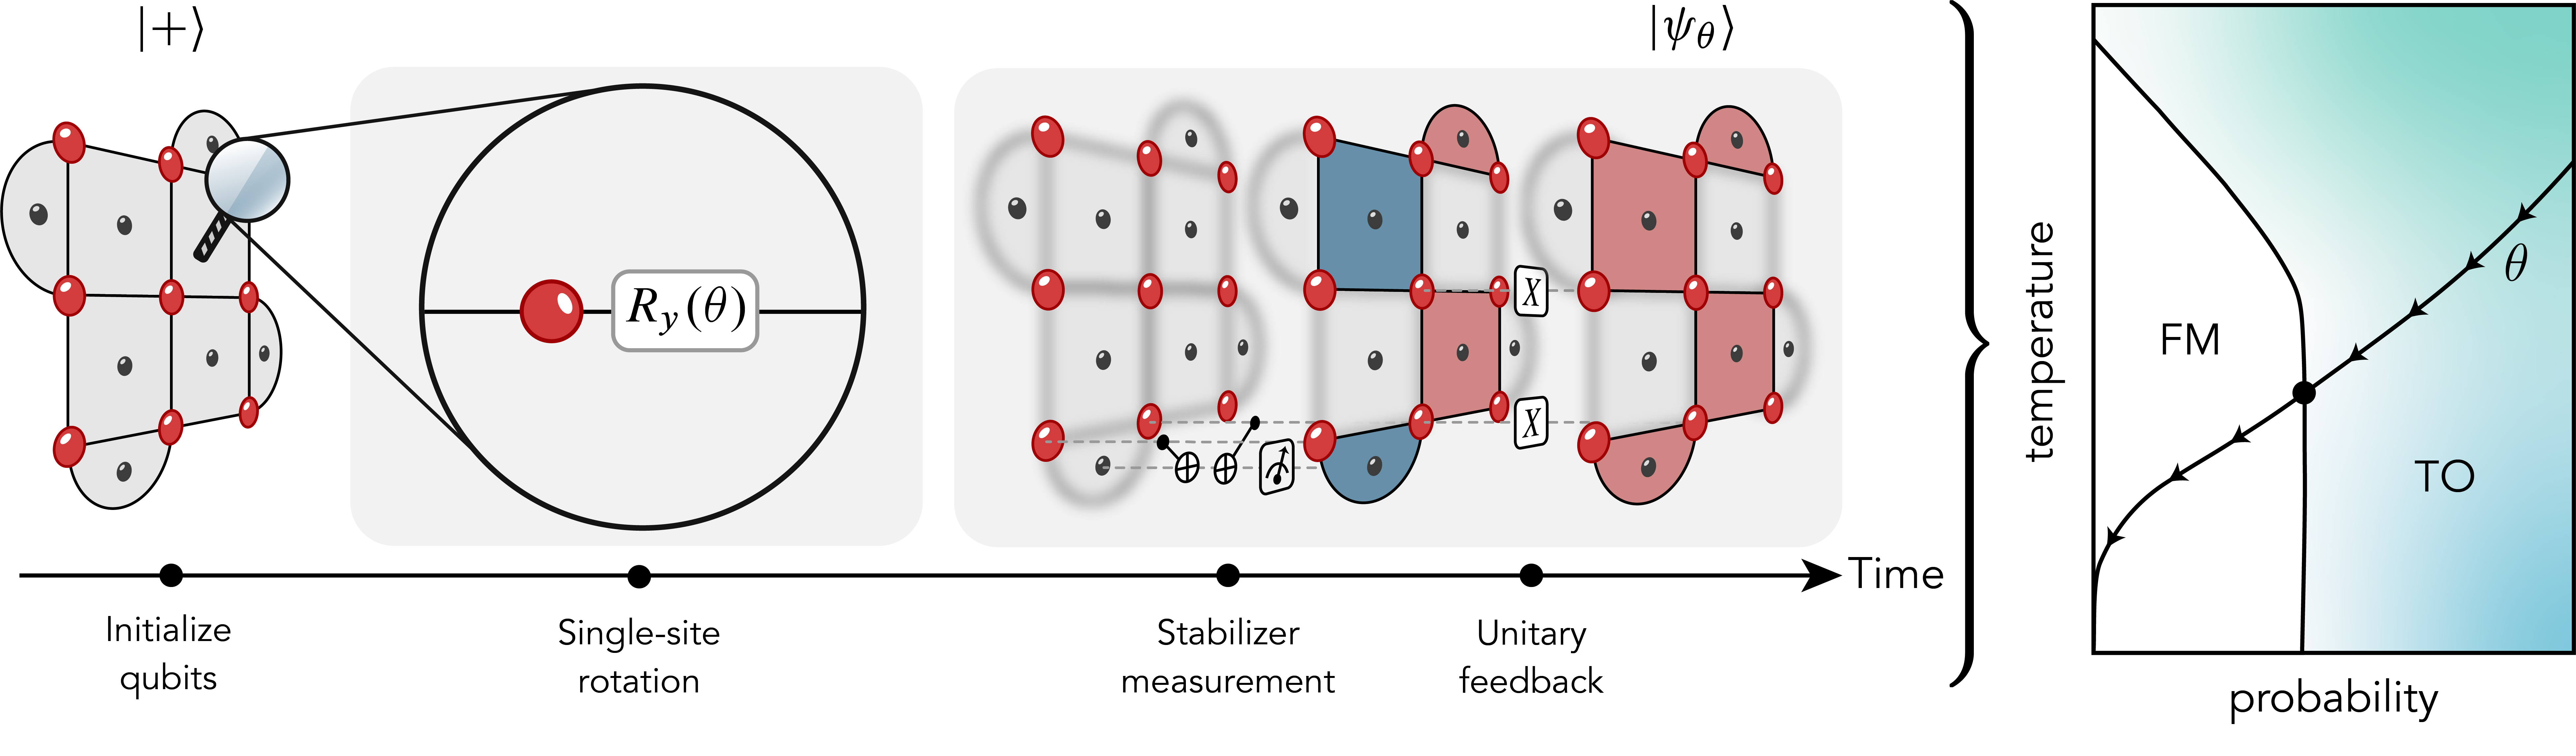 |+⟩
R_y(θ)
|ψ_θ⟩
X
X
Time
Initialize
qubits
Single-site
rotation
Stabilizer
measurement
Unitary
feedback
temperature
FM
θ
TO
probability